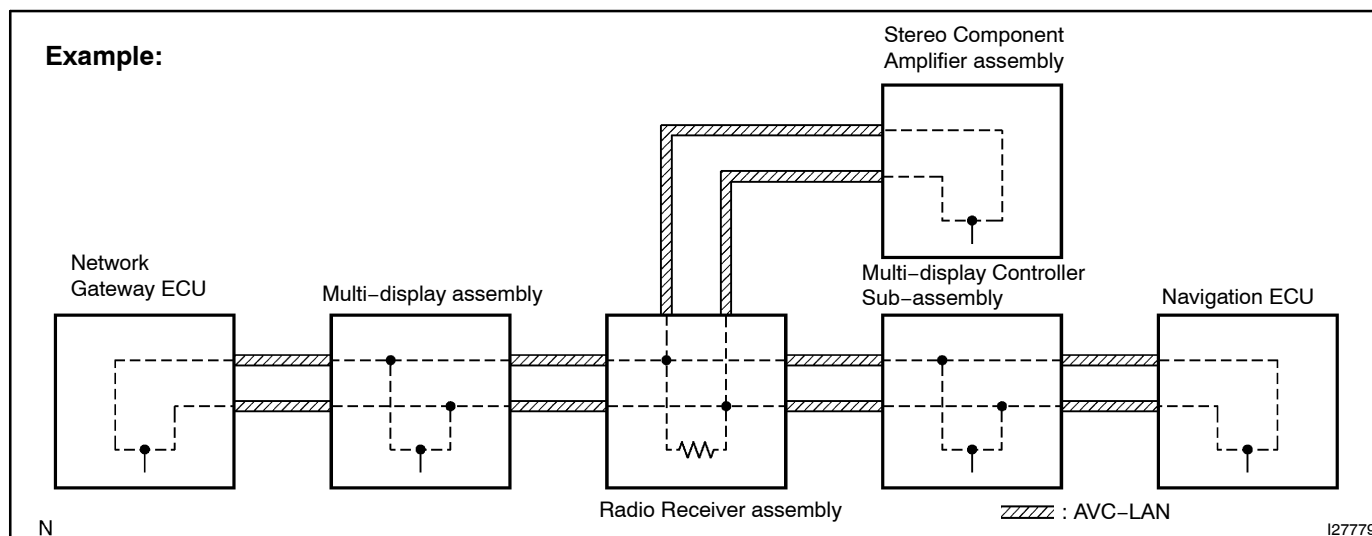 Example:
Stereo Component
Amplifier assembly
Network
Gateway ECU
Multi−display assembly
Multi−display Controller
Sub−assembly
Navigation ECU
Radio Receiver assembly
: AVC−LAN
N
I27779